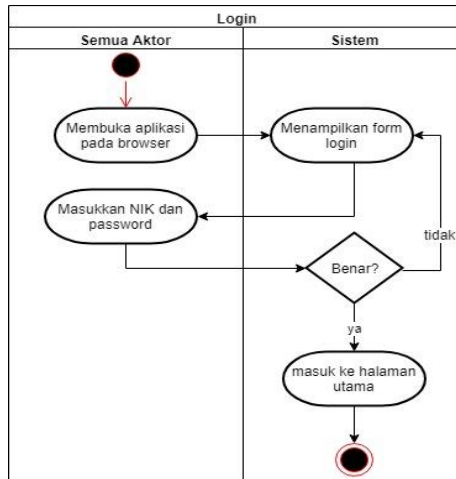 Login
Semua Aktor
Sistem
Membuka aplikasi
pada browser
Menampilkan form
login
Masukkan NIK dan
password
Benar?
tidak
ya
masuk ke halaman
utama